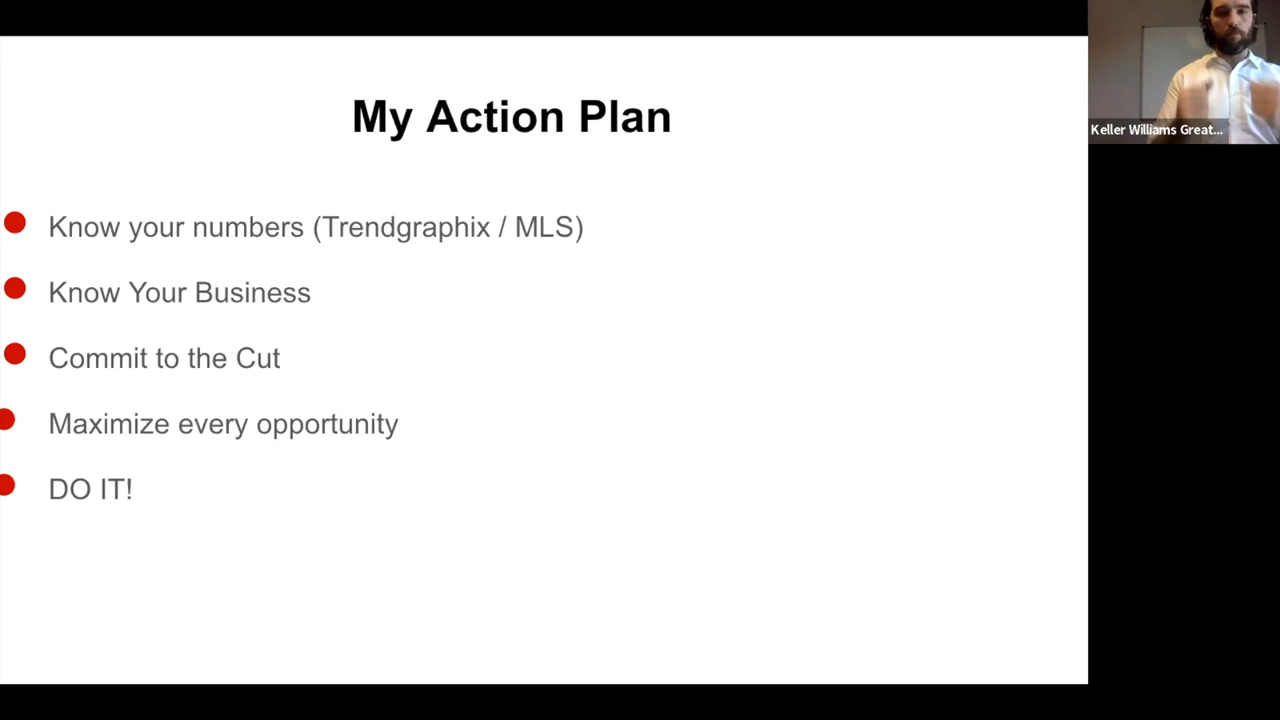 My Action Plan
Know your numbers (Trendgraphix / MLS)
Know Your Business
Commit to the Cut
Maximize every opportunity
DO IT!
Keller Williams Great...